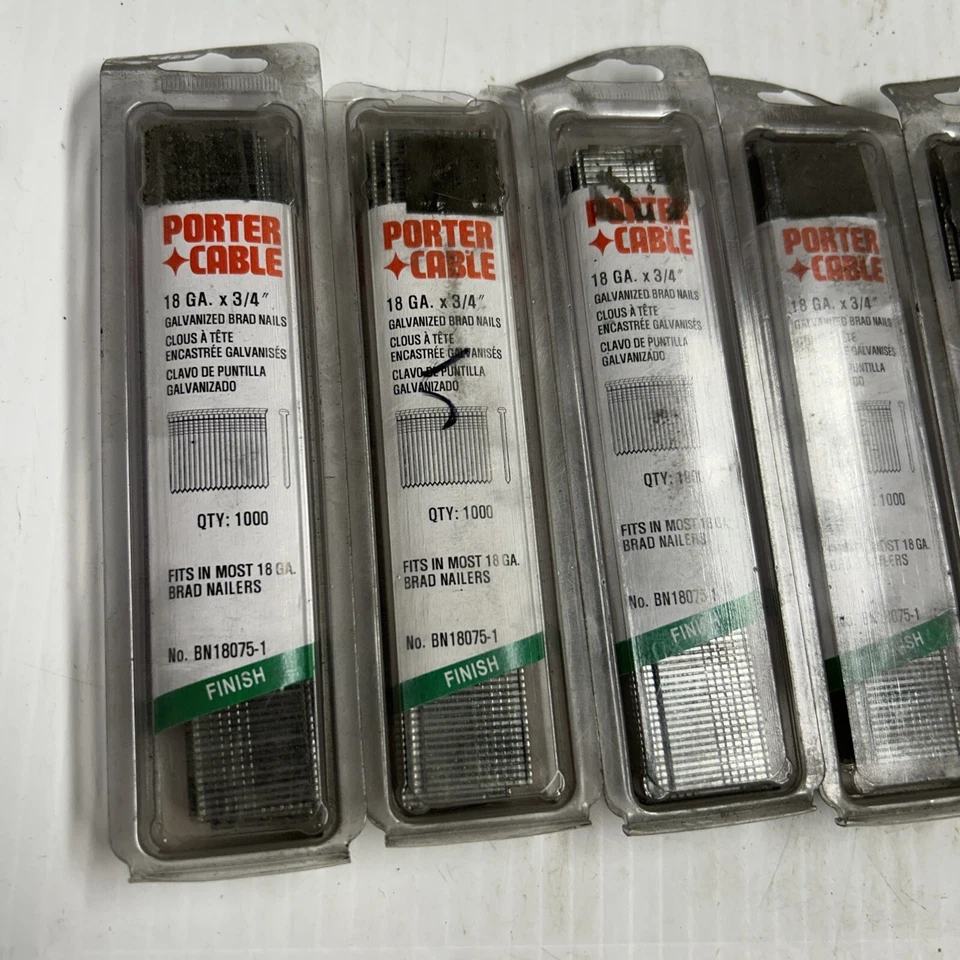 PORTER
CABLE
18 GA. x 3/4"
GALVANIZED BRAD NAILS
CLOUS À TÊTE
ENCASTRÉE GALVANISÉS
CLAVO DE PUNTILLA
GALVANIZADO
QTY: 1000
FITS IN MOST 18 GA.
BRAD NAILERS
No. BN18075-1
FINISH
PORTER
CABLE
18 GA. x 3/4"
GALVANIZED BRAD NAILS
CLOUS À TÊTE
ENCASTRÉE GALVANISÉS
CLAVO DE PUNTILLA
GALVANIZADO
QTY: 1000
FITS IN MOST 18 GA.
BRAD NAILERS
No. BN18075-1
FINISH
PORTER
CABLE
18 GA. x 3/4"
GALVANIZED BRAD NAILS
CLOUS À TÊTE
ENCASTRÉE GALVANISÉS
CLAVO DE PUNTILLA
GALVANIZADO
QTY:
FITS IN MOST 18 GA.
BRAD NAILERS
No. BN18075-1
FINISH
PORTER
CABLE
18 GA. x 3/4"
GALVANIZED BRAD NAILS
GALVANISÉS
PUNTILLA
1000
MOST 18 GA.